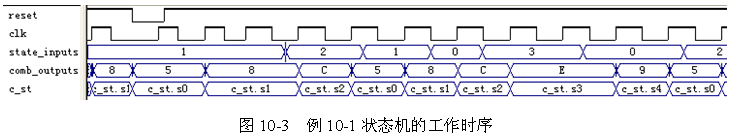 reset
clk
state_inputs 1 2 1 0 3 0 2
comb_outputs 8 5 8 C 5 8 C E 9 5
c_st c_st.s1 c_st.s0 c_st.s1 c_st.s2 c_st.s0 c_st.s1 c_st.s2 c_st.s3 c_st.s4 c_st.s0
图 10-3 例 10-1 状态机的工作时序